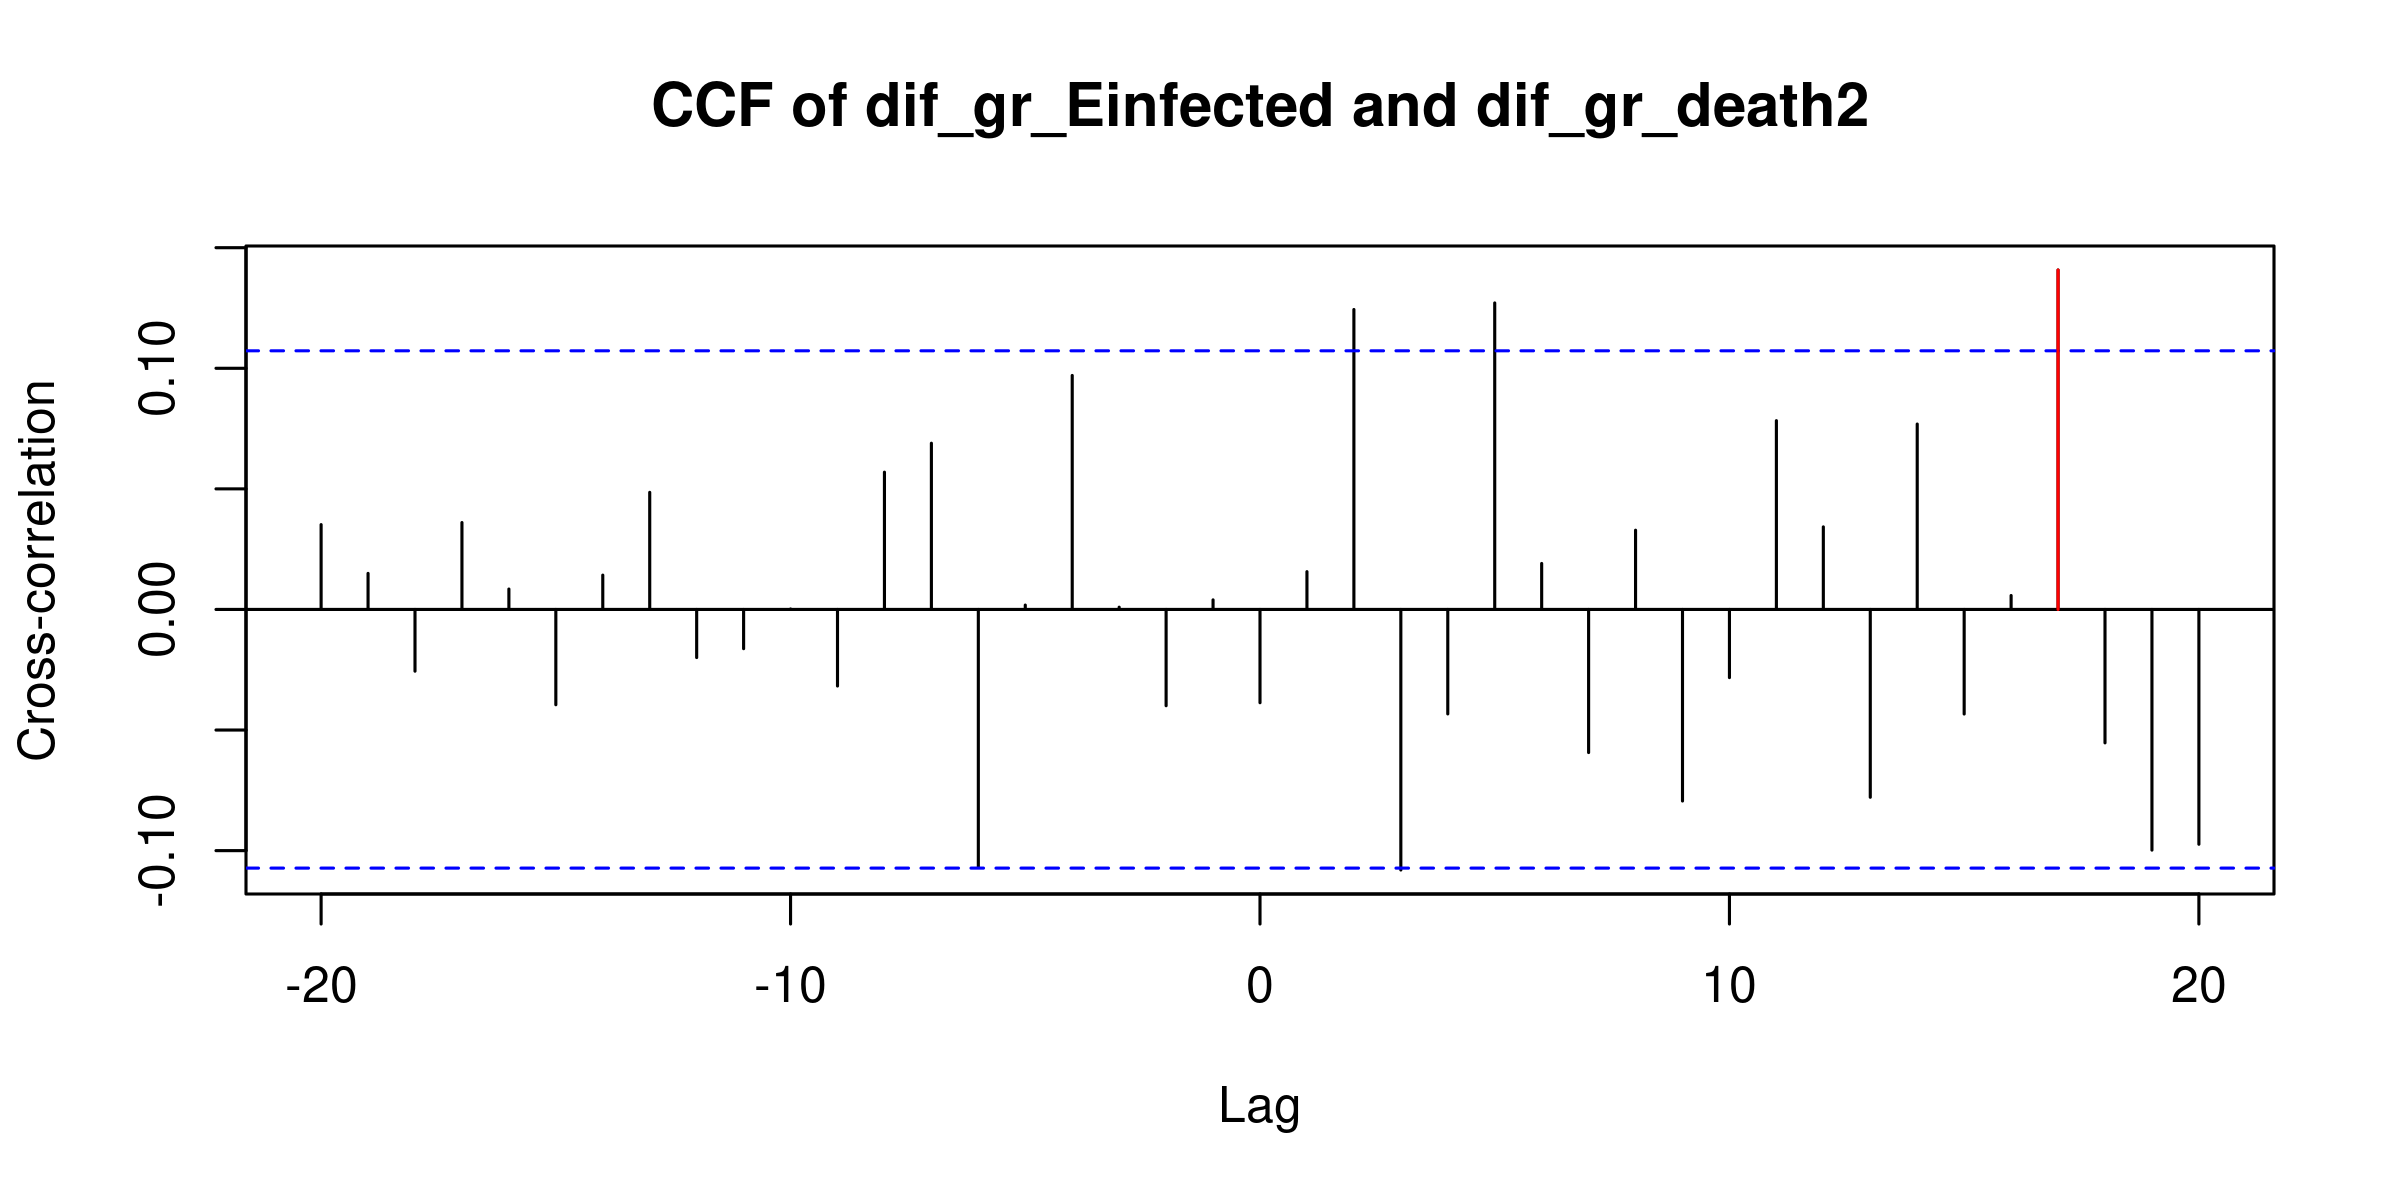 CCF of dif_gr_Einfected and dif_gr_death2
Cross-correlation
0.10
0.00
-0.10
-20 -10 0 10 20
Lag